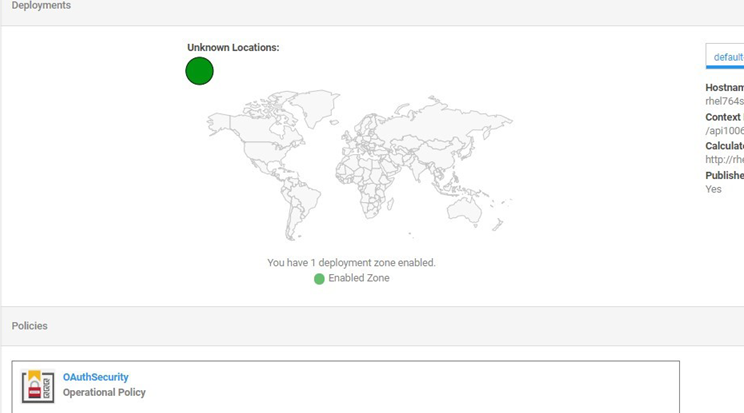 Deployments
Unknown Locations:
default
Hostnam
rhel764s
Context
/api1006
Calculate
http://rhe
Publishe
Yes
You have 1 deployment zone enabled.
Enabled Zone
Policies
OAuthSecurity
Operational Policy